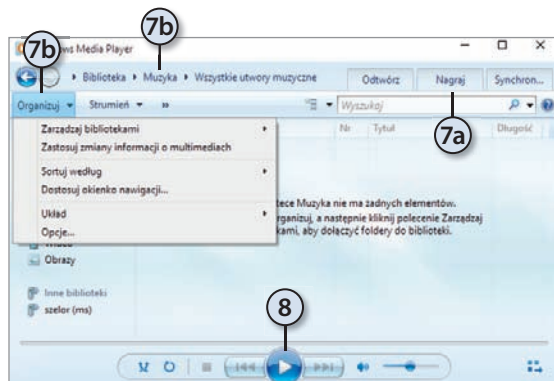 7b
7b
ws Media Player
Biblioteka Muzyka Wszystkie utwory muzyczne
Odtwórz Nagraj Synchron...
Organizuj Strumień » Wyszukaj
7a
Zarządzaj bibliotekami
Nr Tytuł Długość
Zastosuj zmiany informacji o multimediach
Sortuj według
Dostosuj okienko nawigacji...
tece Muzyka nie ma żadnych elementów.
Układ
rganizuj, a następnie kliknij polecenie Zarządzaj
Opcje...
kami, aby dołączyć foldery do biblioteki.
Obrazy
Inne biblioteki
szelor (ms)
8